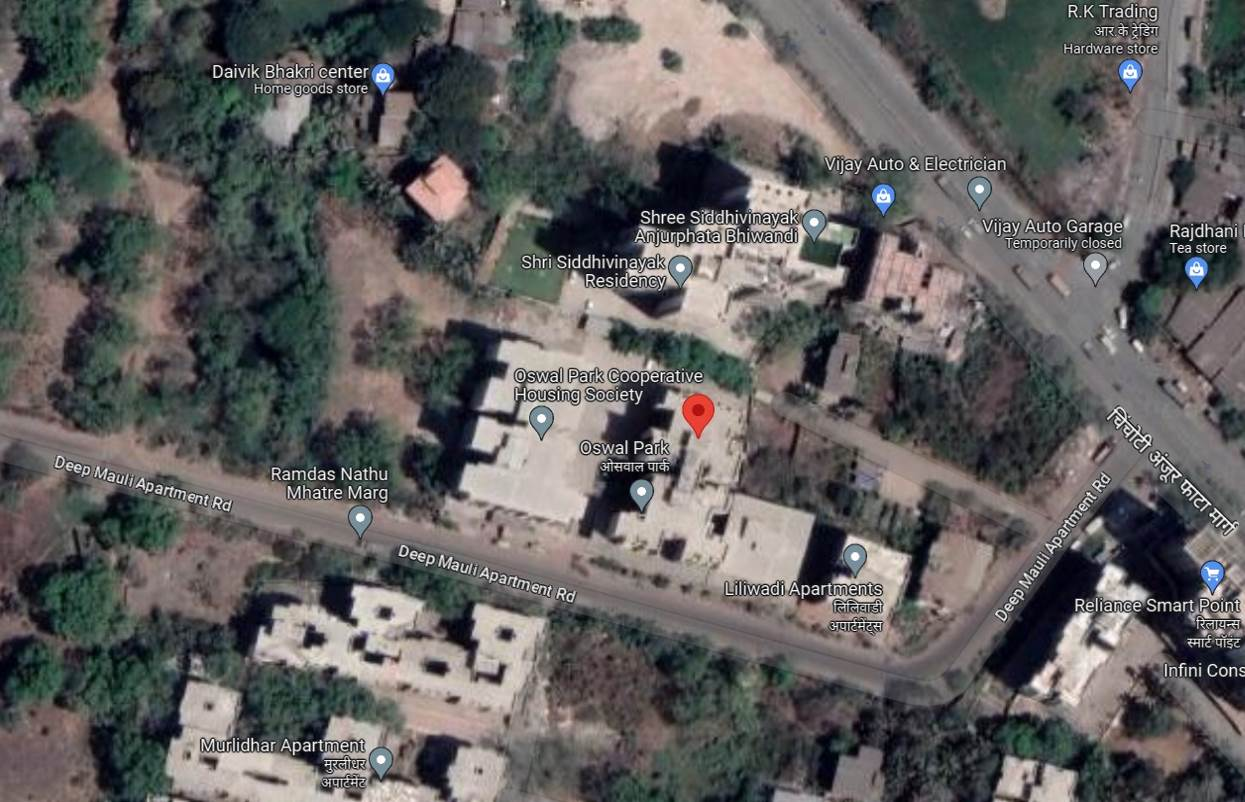 R.K Trading
आर.के ट्रेडिंग
Hardware store
Daivik Bhakri center
Home goods store
Vijay Auto & Electrician
Shree Siddhivinayak
Anjurphata Bhiwandi
Vijay Auto Garage
Temporarily closed
Rajdhani
Tea store
Shri Siddhivinayak
Residency
Oswal Park Cooperative
Housing Society
चिंचोटी अंजूर फाटा मार्ग
Oswal Park
ओसवाल पार्क
Deep Mauli Apartment Rd
Ramdas Nathu
Mhatre Marg
Deep Mauli Apartment Rd
Deep Mauli Apartment Rd
Liliwadi Apartments
लिलिवाडी
अपार्टमेंट्स
Reliance Smart Point
रिलायन्स
स्मार्ट पॉइंट
Infini Cons
Murlidhar Apartment
मुरलीधर
अपार्टमेंट